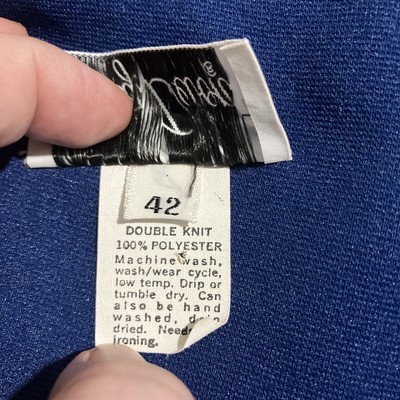 42
DOUBLE KNIT
100% POLYESTER
Machine wash,
wash/wear cycle,
low temp. Drip or
tumble dry. Can
also be hand
washed,
dried.
ironing.